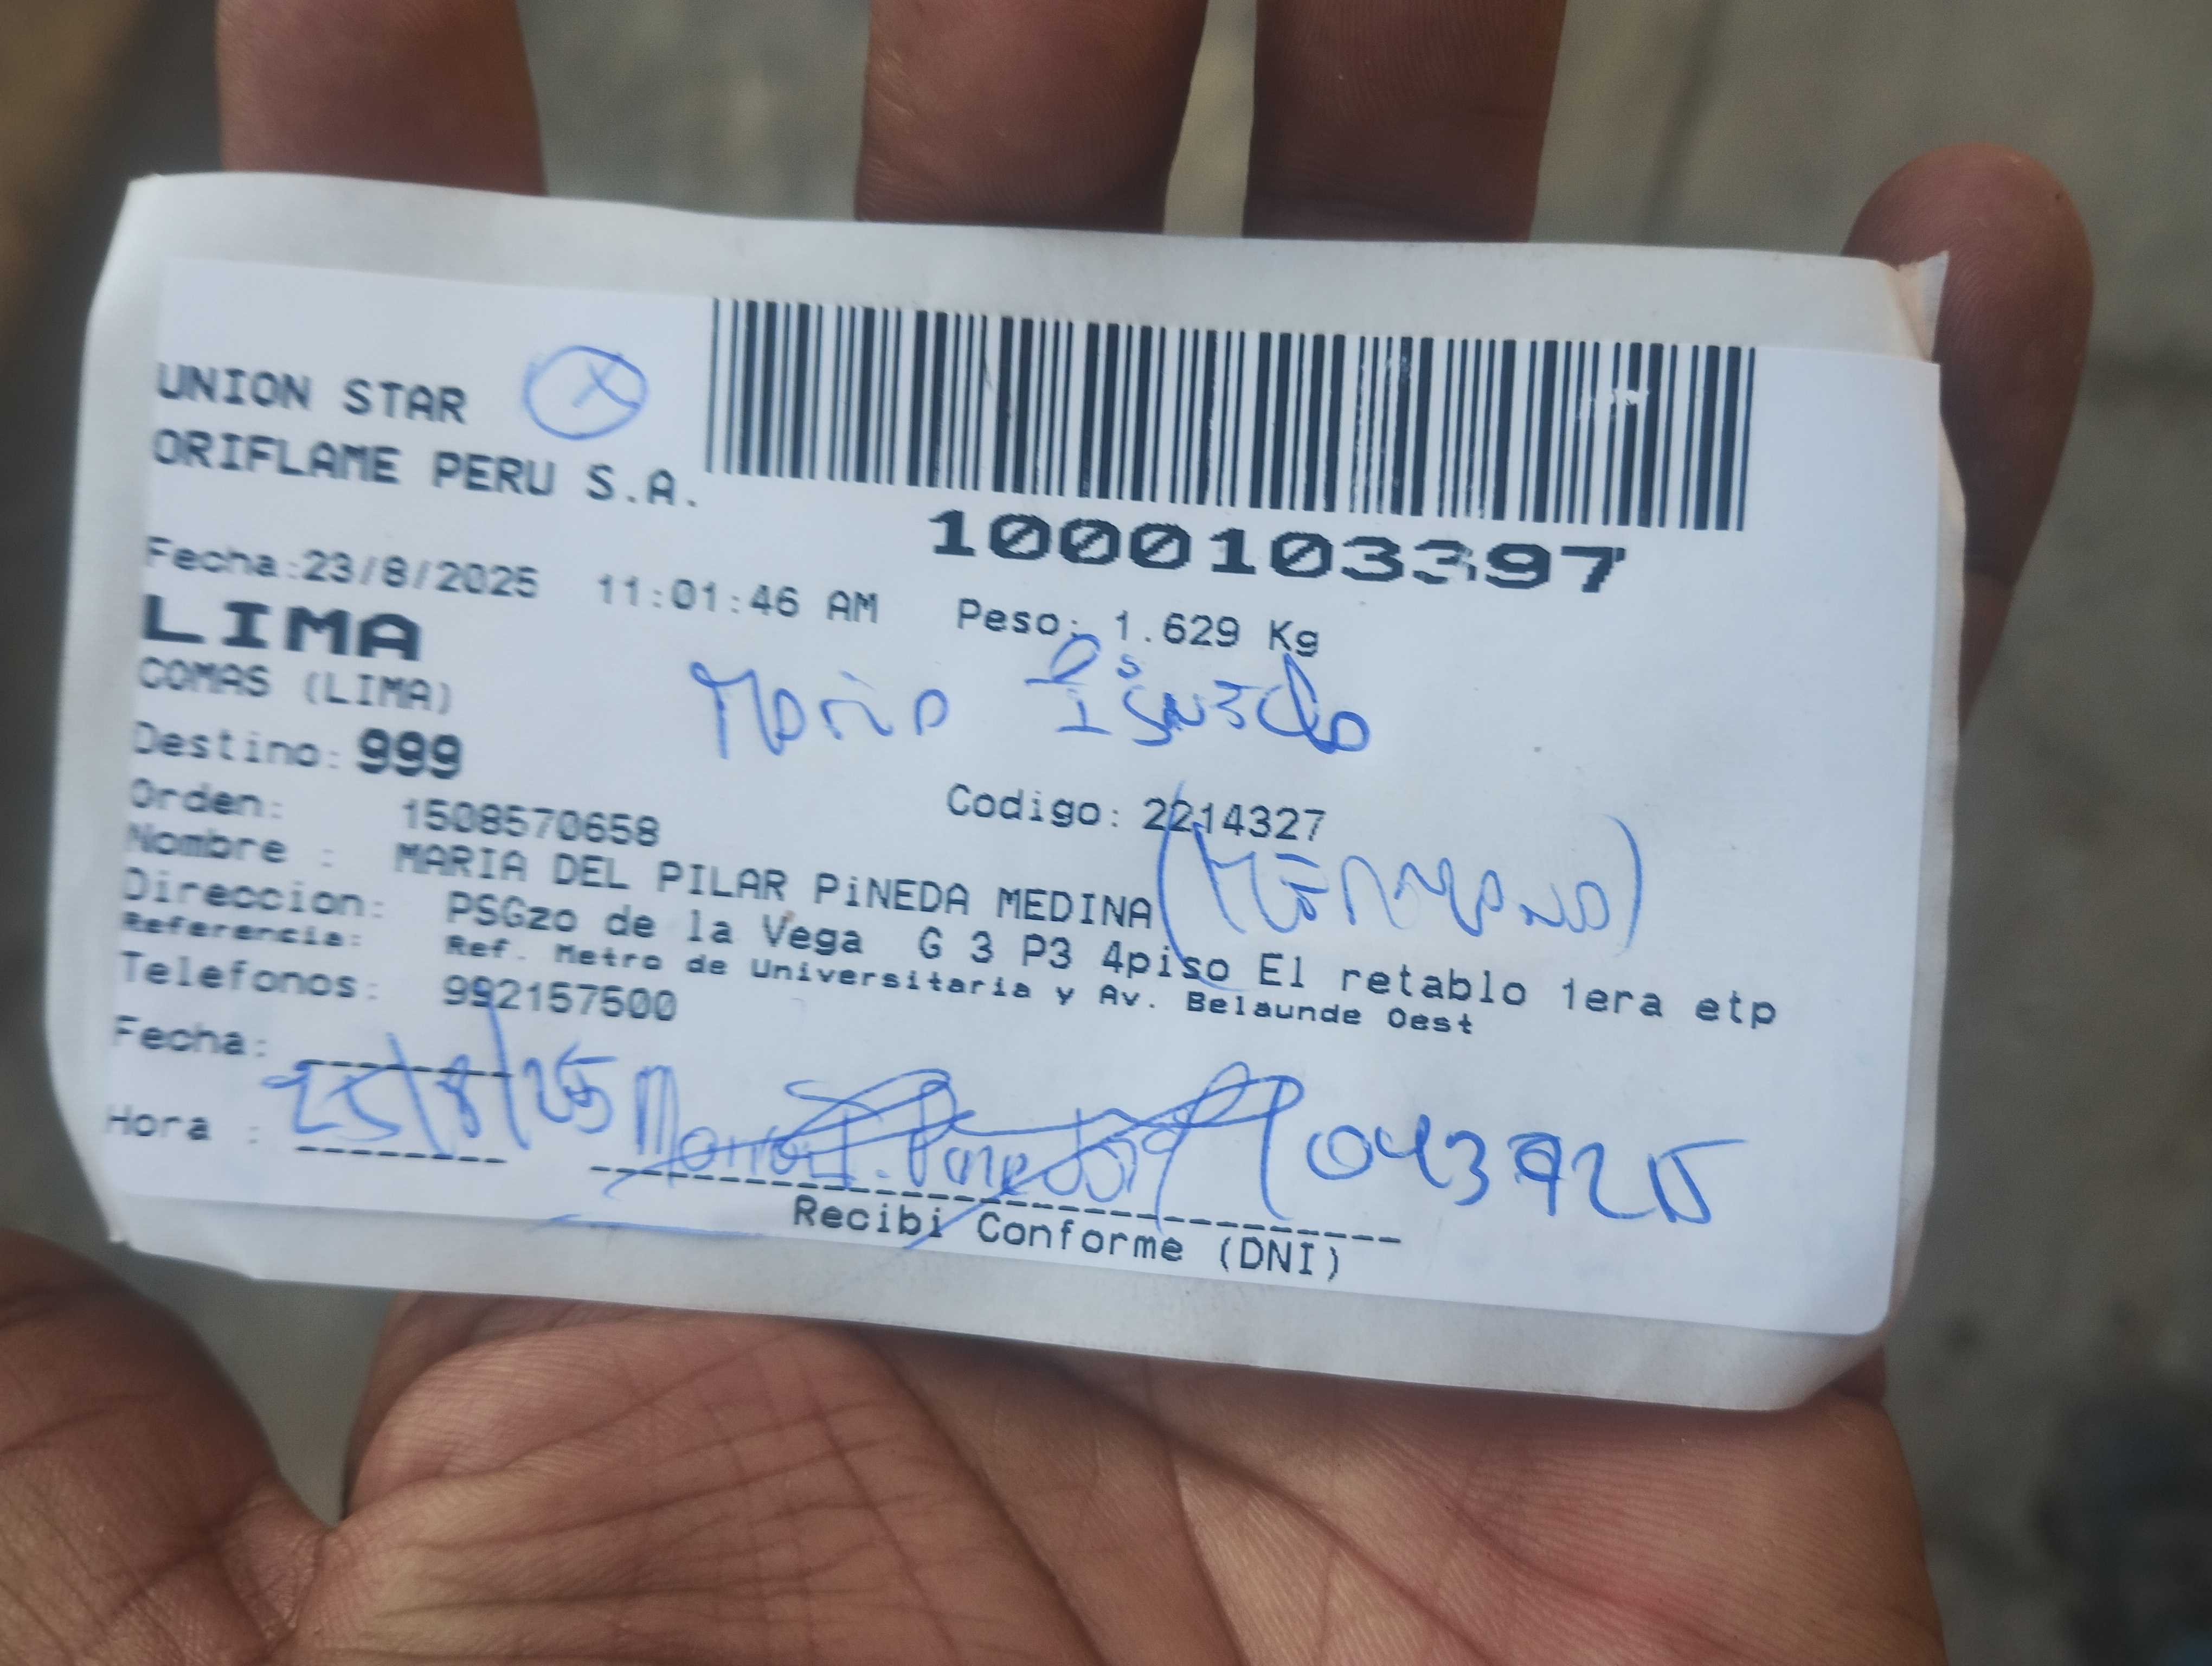 UNION STAR
ORIFLAME PERU S.A.
1000103397
Fecha:23/8/2025 11:01:46 AM Peso: 1.629 Kg
LIMA
COMAS (LIMA)
Destino: 999
Orden: 1508570658 Codigo: 2214327
Nombre : MARIA DEL PILAR PiNEDA MEDINA
Direccion: PSGzo de la Vega G 3 P3 4piso El retablo 1era etp
Referencia: Ref. Metro de Universitaria y Av. Belaunde Oest
Telefonos: 992157500
Fecha: 25/8/25
Hora :
Recibi Conforme (DNI)